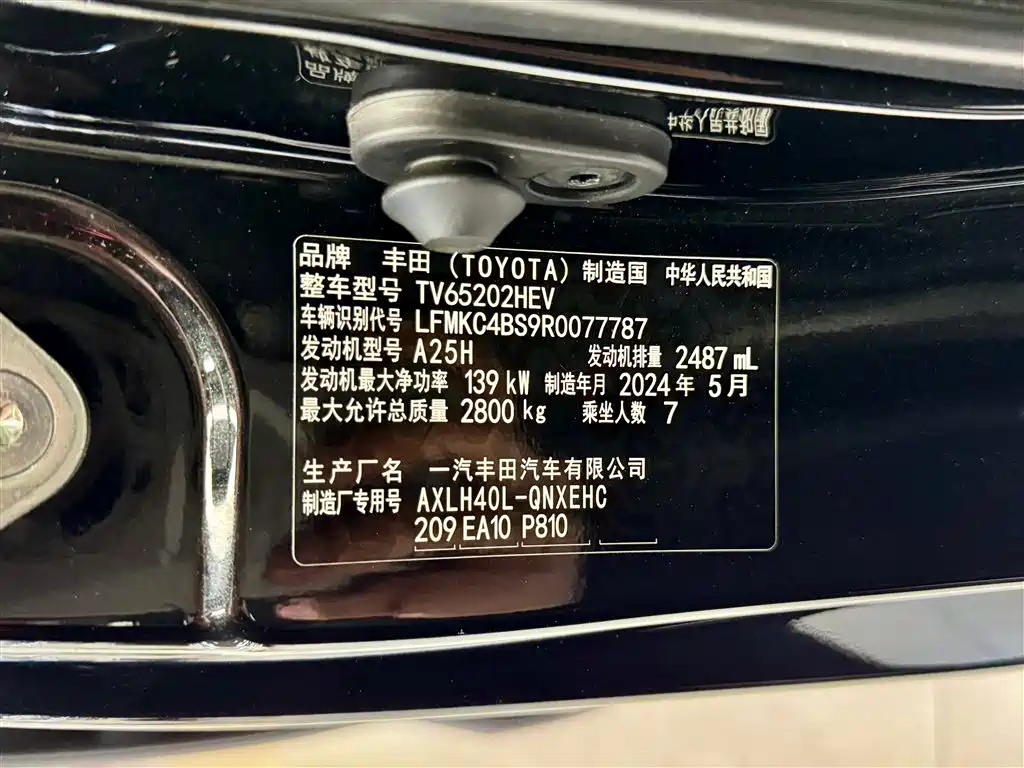 品牌 丰田 (TOYOTA) 制造国 中华人民共和国
整车型号 TV65202HEV
车辆识别代号 LFMKC4BS9R0077787
发动机型号 A25H 发动机排量 2487 mL
发动机最大净功率 139 kW 制造年月 2024 年 5 月
最大允许总质量 2800 kg 乘坐人数 7
生产厂名 一汽丰田汽车有限公司
制造厂专用号 AXLH40L-QNXEHC
209 EA10 P810